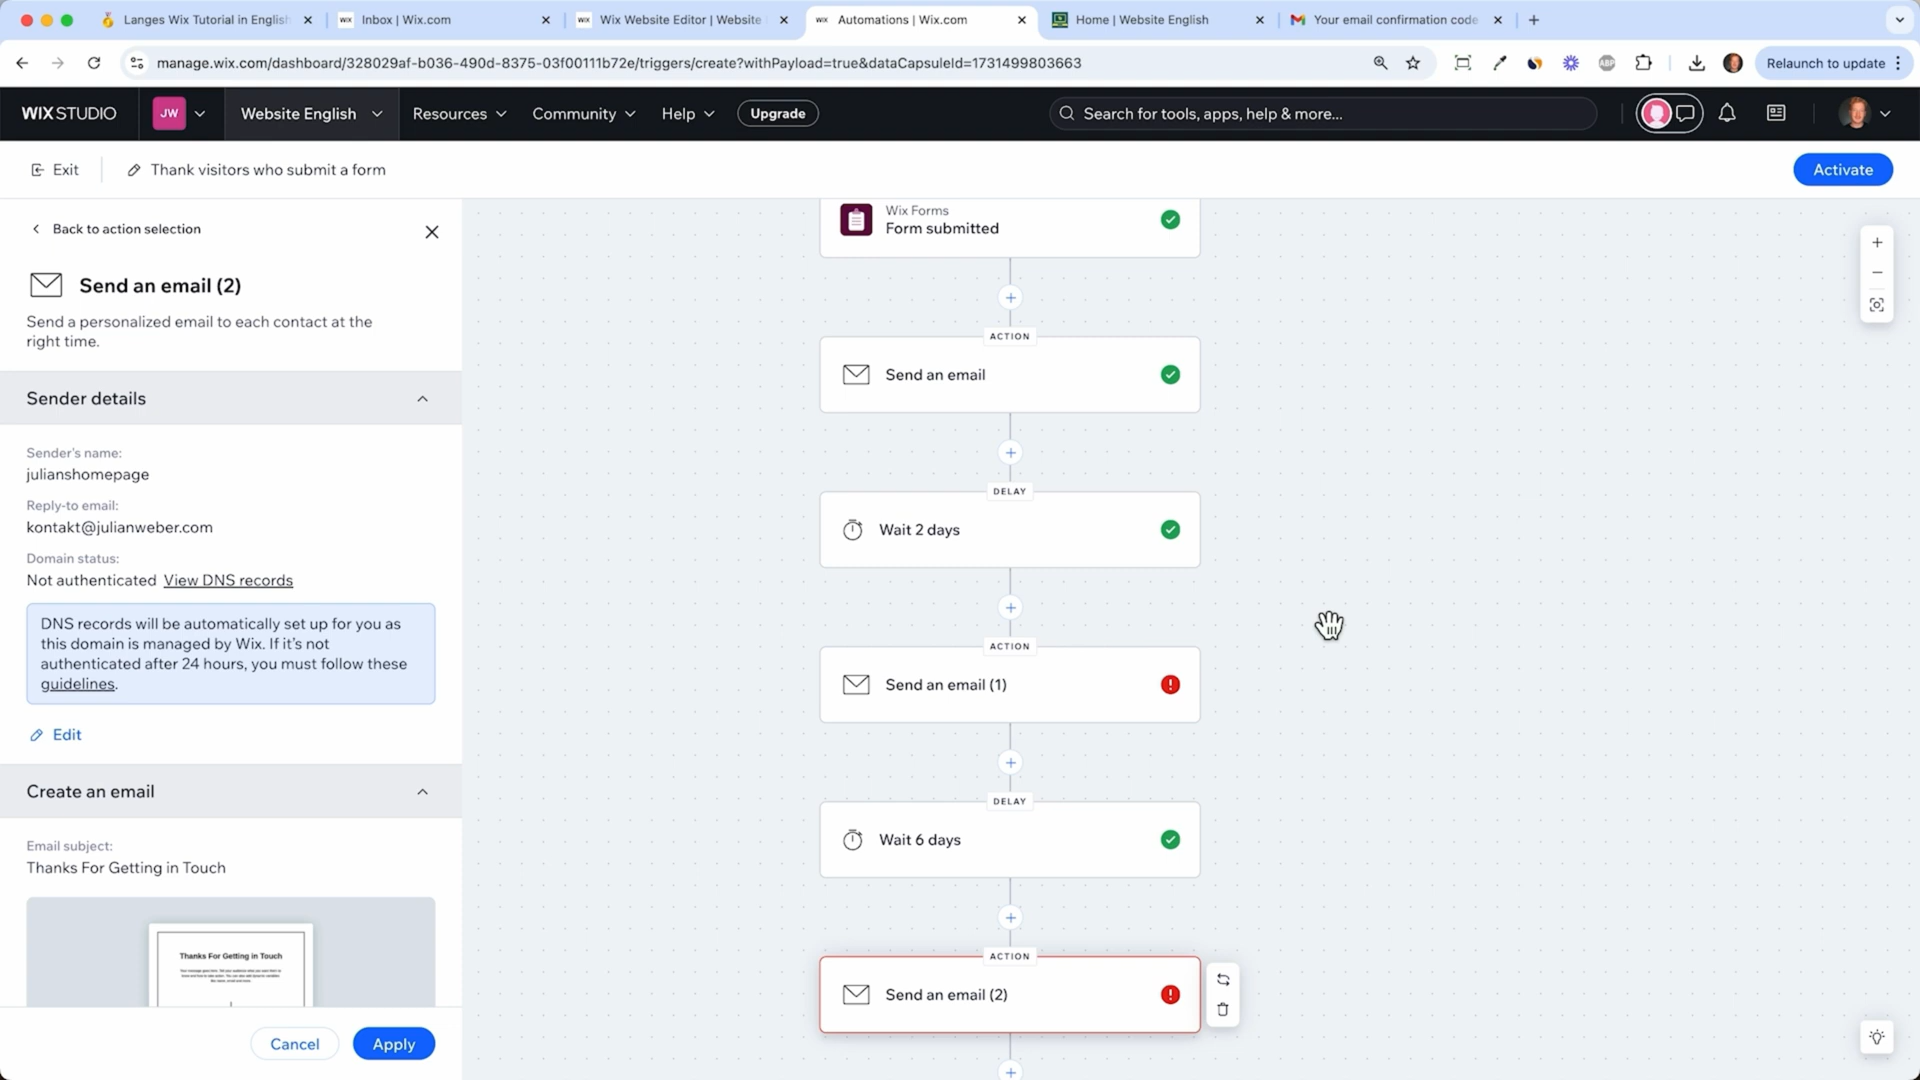 Langes Wix Tutorial in English
Inbox | Wix.com
Wix Website Editor | Website
Automations | Wix.com
Home | Website English
Your email confirmation code
manage.wix.com/dashboard/328029af-b036-490d-8375-03f00111b72e/triggers/create?withPayload=true&dataCapsuleId=1731499803663
Relaunch to update
WIX STUDIO
JW
Website English
Resources
Community
Help
Upgrade
Search for tools, apps, help & more...
Exit
Thank visitors who submit a form
Activate
Back to action selection
Send an email (2)
Send a personalized email to each contact at the
right time.
Sender details
Sender's name:
julianshomepage
Reply-to email:
kontakt@julianweber.com
Domain status:
Not authenticated View DNS records
DNS records will be automatically set up for you as
this domain is managed by Wix. If it's not
authenticated after 24 hours, you must follow these
guidelines.
Edit
Create an email
Email subject:
Thanks For Getting in Touch
Thanks For Getting in Touch
Cancel
Apply
Wix Forms
Form submitted
ACTION
Send an email
DELAY
Wait 2 days
ACTION
Send an email (1)
DELAY
Wait 6 days
ACTION
Send an email (2)